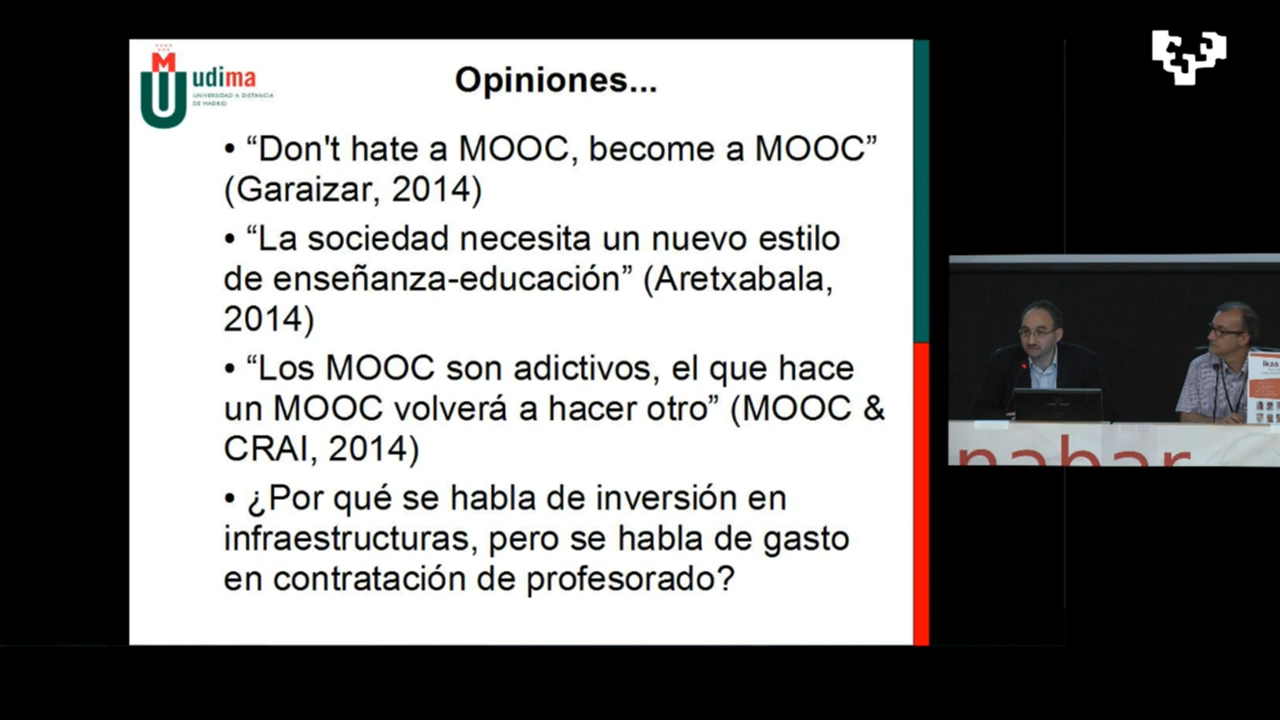 udima
UNIVERSIDAD A DISTANCIA
DE MADRID
Opiniones...
• “Don't hate a MOOC, become a MOOC”
(Garaizar, 2014)
• “La sociedad necesita un nuevo estilo
de enseñanza-educación” (Aretxabala,
2014)
• “Los MOOC son adictivos, el que hace
un MOOC volverá a hacer otro” (MOOC &
CRAI, 2014)
• ¿Por qué se habla de inversión en
infraestructuras, pero se habla de gasto
en contratación de profesorado?
nabar